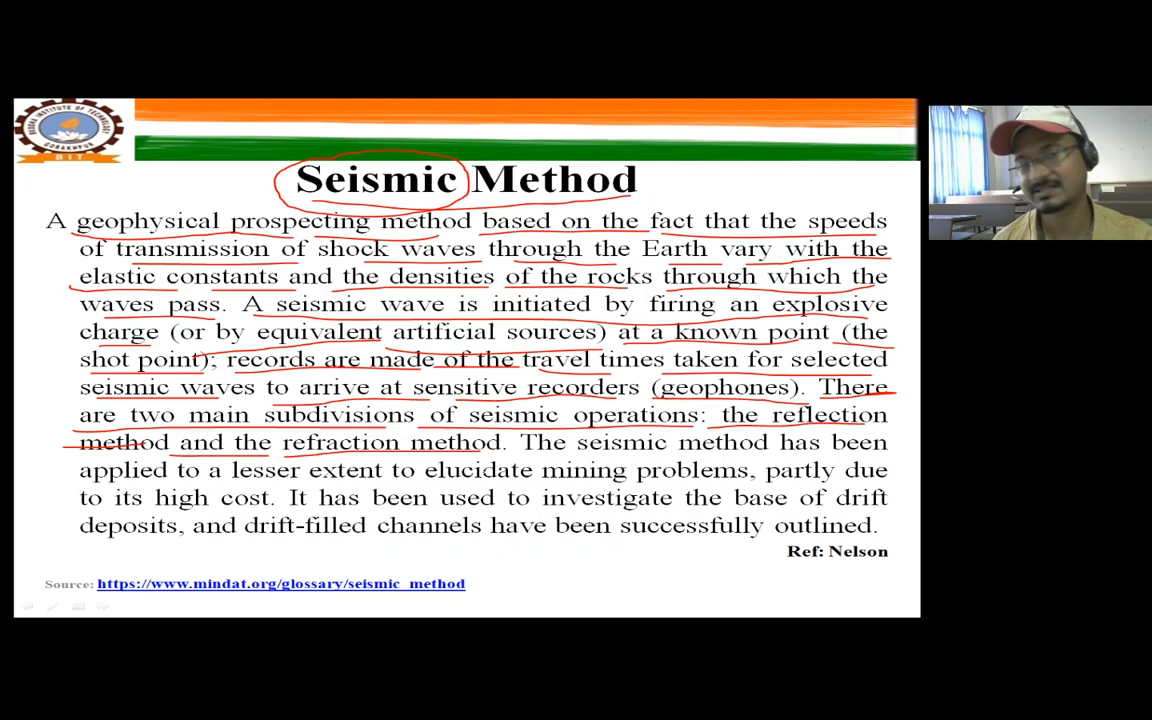 BUDDHA INSTITUTE OF TECHNOLOGY
GORAKHPUR
BIT
Seismic Method
A geophysical prospecting method based on the fact that the speeds
of transmission of shock waves through the Earth vary with the
elastic constants and the densities of the rocks through which the
waves pass. A seismic wave is initiated by firing an explosive
charge (or by equivalent artificial sources) at a known point (the
shot point); records are made of the travel times taken for selected
seismic waves to arrive at sensitive recorders (geophones). There
are two main subdivisions of seismic operations: the reflection
method and the refraction method. The seismic method has been
applied to a lesser extent to elucidate mining problems, partly due
to its high cost. It has been used to investigate the base of drift
deposits, and drift-filled channels have been successfully outlined.
Ref: Nelson
Source: https://www.mindat.org/glossary/seismic_method